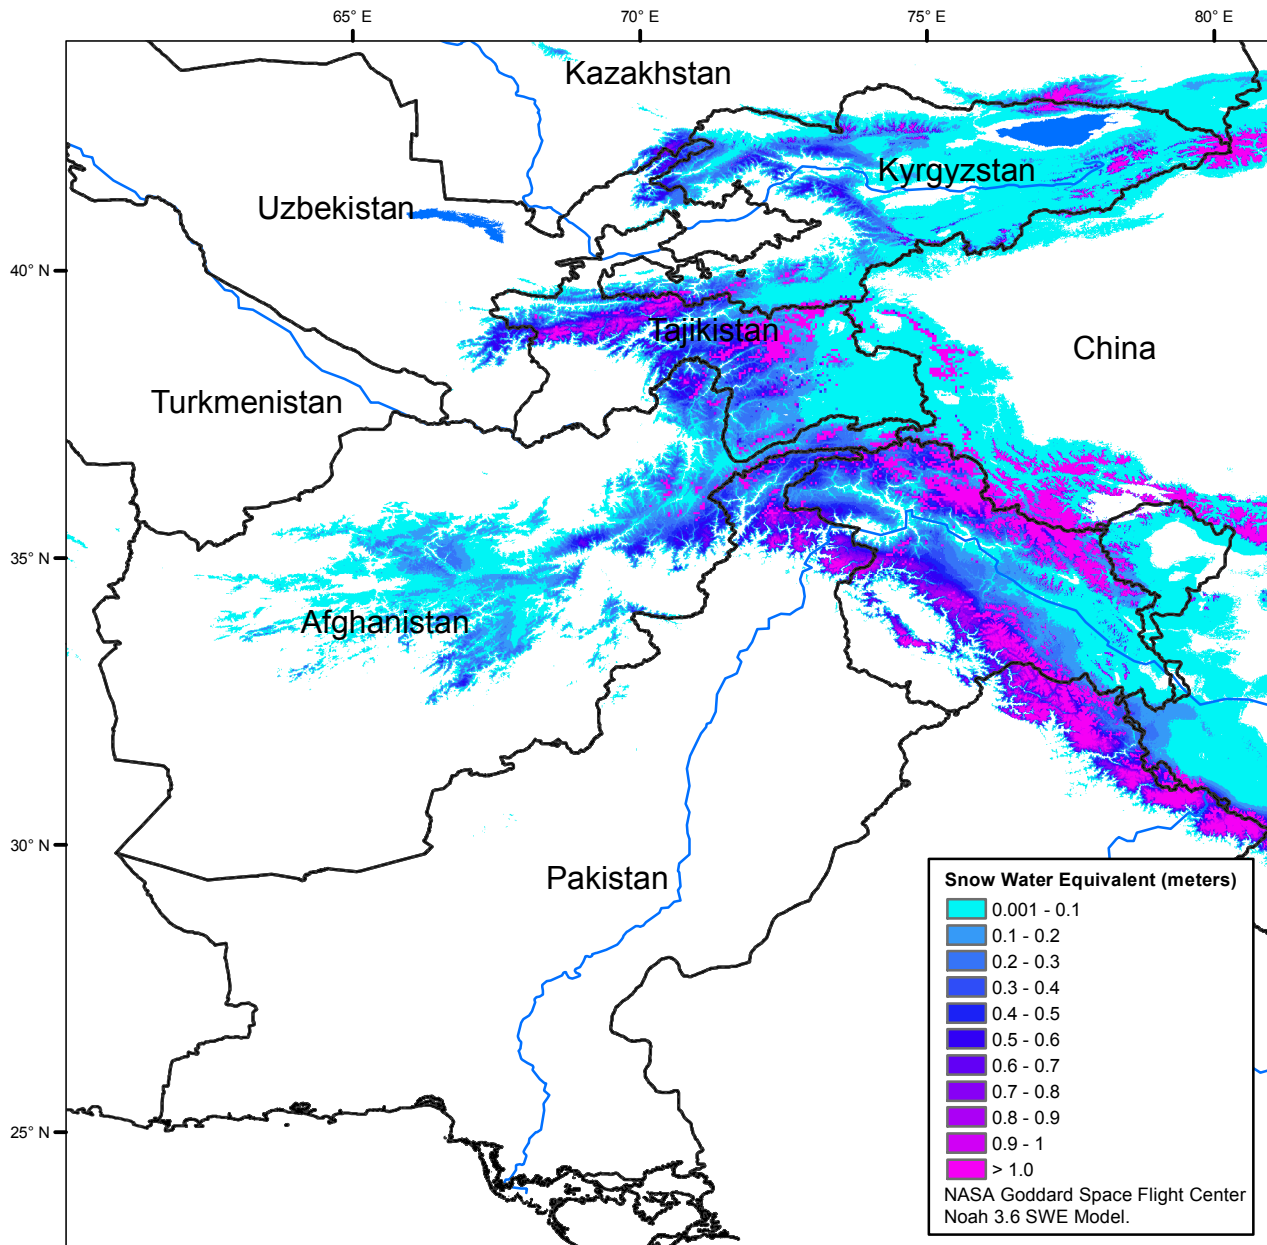 65° E
70° E
75° E
80° E
Kazakhstan
Kyrgyzstan
Uzbekistan
40° N
Tajikistan
China
Turkmenistan
35° N
Afghanistan
30° N
Pakistan
Snow Water Equivalent (meters)
0.001 - 0.1
0.1 - 0.2
0.2 - 0.3
0.3 - 0.4
0.4 - 0.5
0.5 - 0.6
0.6 - 0.7
0.7 - 0.8
0.8 - 0.9
0.9 - 1
> 1.0
NASA Goddard Space Flight Center
Noah 3.6 SWE Model.
25° N